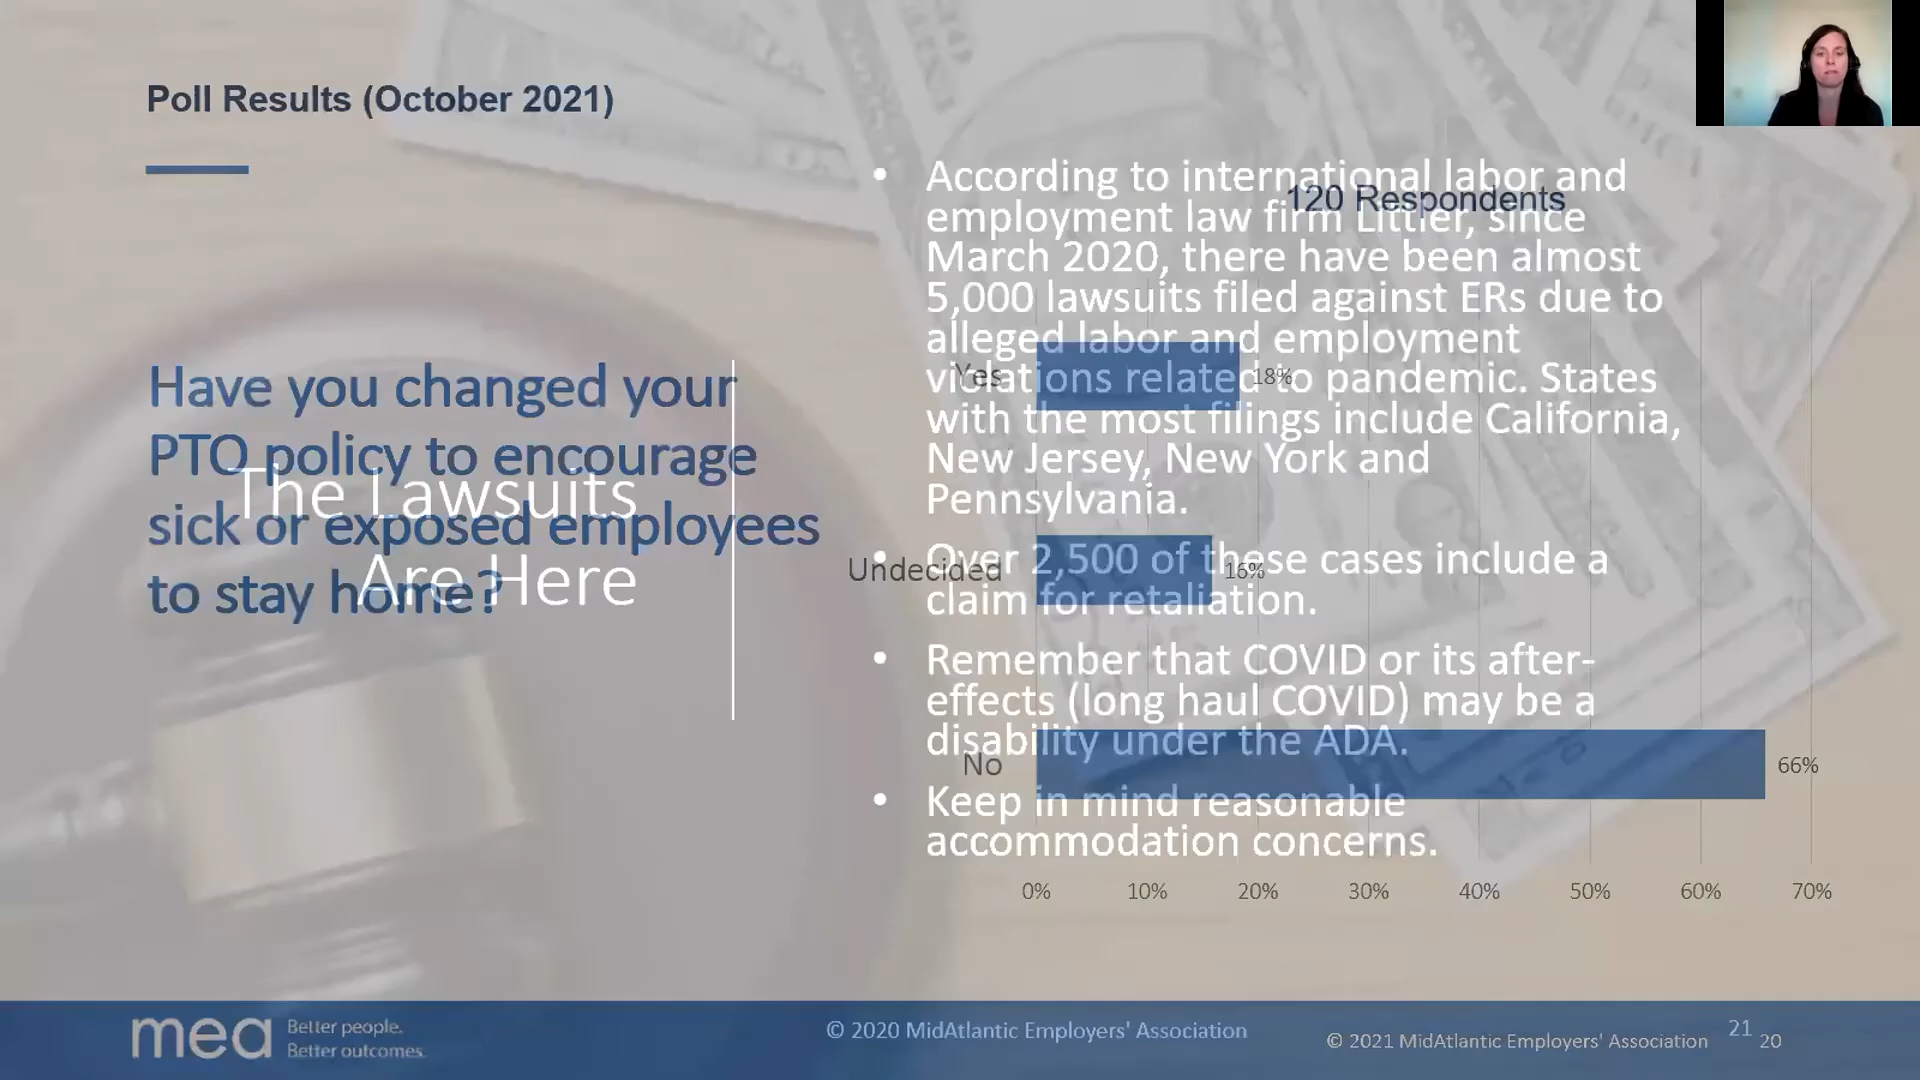 Poll Results (October 2021)
Have you changed your
PTO policy to encourage
sick or exposed employees
to stay home?
The Lawsuits
Are Here
120 Respondents
Yes
18%
Undecided
16%
No
66%
0% 10% 20% 30% 40% 50% 60% 70%
• According to international labor and
employment law firm Littler, since
March 2020, there have been almost
5,000 lawsuits filed against ERs due to
alleged labor and employment
violations related to pandemic. States
with the most filings include California,
New Jersey, New York and
Pennsylvania.
• Over 2,500 of these cases include a
claim for retaliation.
• Remember that COVID or its after-
effects (long haul COVID) may be a
disability under the ADA.
• Keep in mind reasonable
accommodation concerns.
mea
Better people.
Better outcomes.
© 2020 MidAtlantic Employers' Association
© 2021 MidAtlantic Employers' Association
21
20